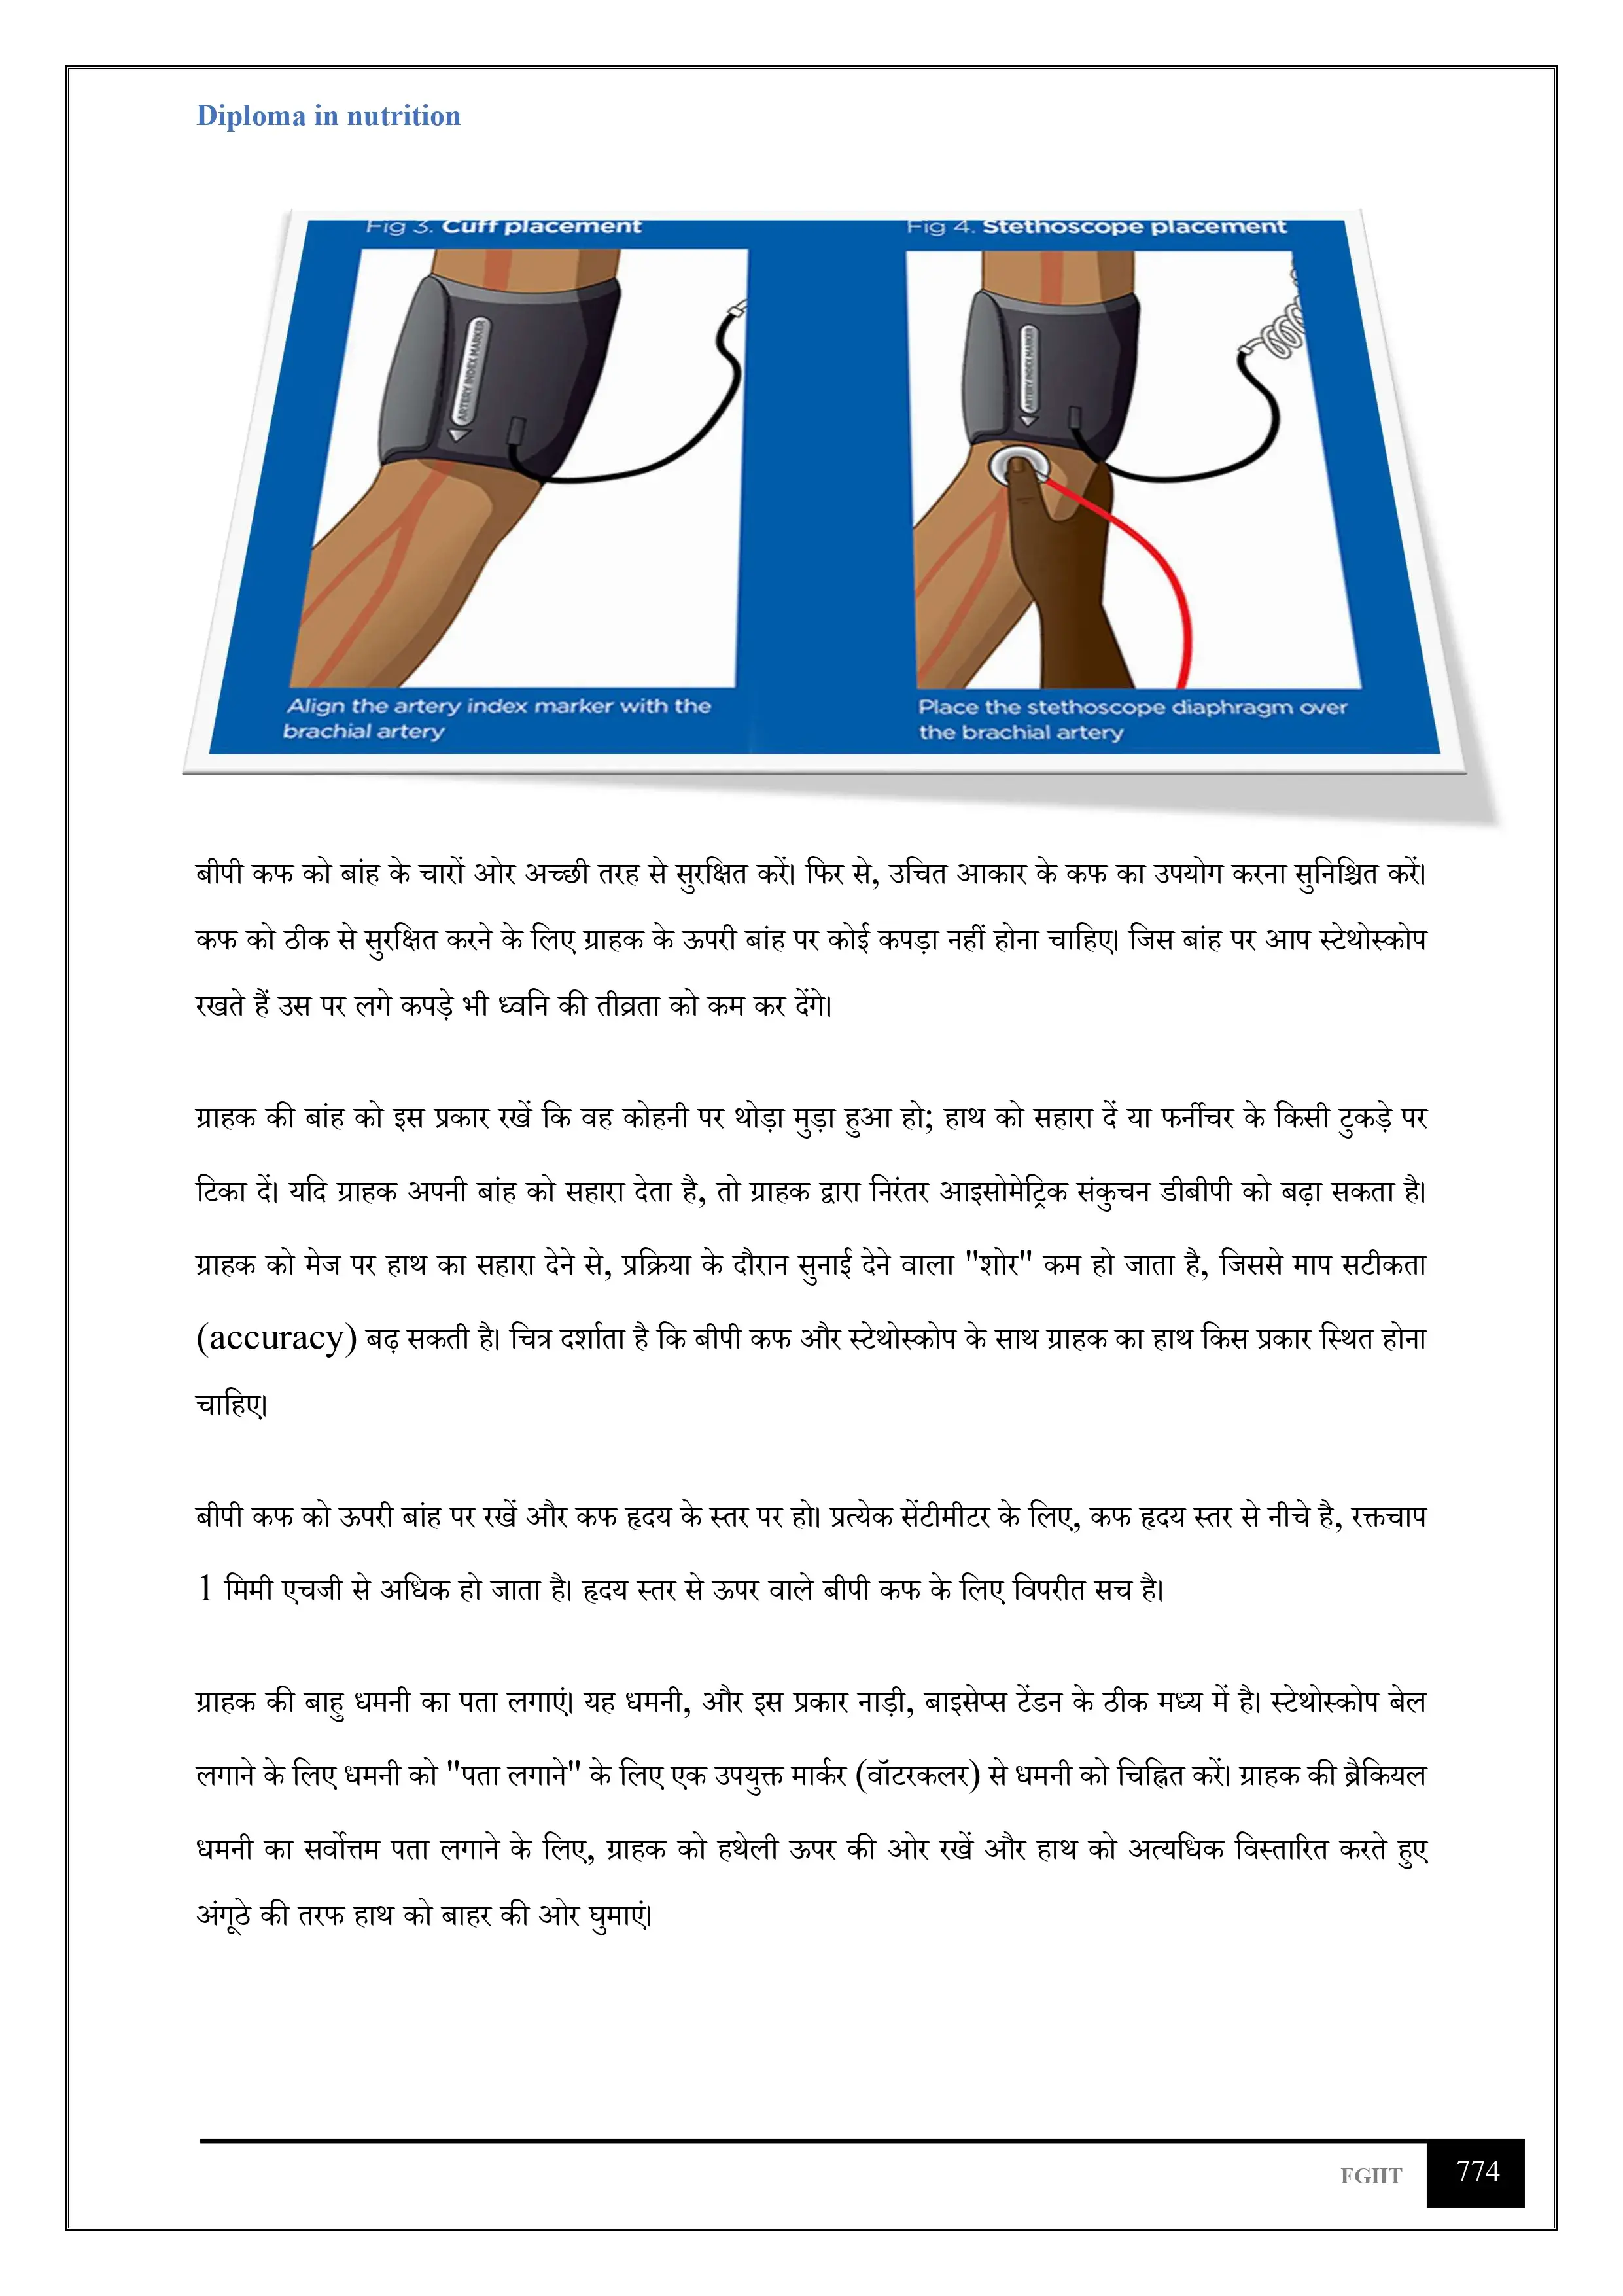 Diploma in nutrition
Fig 3. Cuff placement
Fig 4. Stethoscope placement
ARTERY INDEX MARKER
ARTERY INDEX MARKER
Align the artery index marker with the
brachial artery
Place the stethoscope diaphragm over
the brachial artery
बीपी कफ को बांह के चारों ओर अच्छी तरह से सुरक्षित करें। फिर से, उचित आकार के कफ का उपयोग करना सुनिश्चित करें।
कफ को ठीक से सुरक्षित करने के लिए ग्राहक के ऊपरी बांह पर कोई कपड़ा नहीं होना चाहिए। जिस बांह पर आप स्टेथोस्कोप
रखते हैं उस पर लगे कपड़े भी ध्वनि की तीव्रता को कम कर देंगे।
ग्राहक की बांह को इस प्रकार रखें कि वह कोहनी पर थोड़ा मुड़ा हुआ हो; हाथ को सहारा दें या फर्नीचर के किसी टुकड़े पर
टिका दें। यदि ग्राहक अपनी बांह को सहारा देता है, तो ग्राहक द्वारा निरंतर आइसोमेट्रिक संकुचन डीबीपी को बढ़ा सकता है।
ग्राहक को मेज पर हाथ का सहारा देने से, प्रक्रिया के दौरान सुनाई देने वाला "शोर" कम हो जाता है, जिससे माप सटीकता
(accuracy) बढ़ सकती है। चित्र दर्शाता है कि बीपी कफ और स्टेथोस्कोप के साथ ग्राहक का हाथ किस प्रकार स्थित होना
चाहिए।
बीपी कफ को ऊपरी बांह पर रखें और कफ हृदय के स्तर पर हो। प्रत्येक सेंटीमीटर के लिए, कफ हृदय स्तर से नीचे है, रक्तचाप
1 मिमी एचजी से अधिक हो जाता है। हृदय स्तर से ऊपर वाले बीपी कफ के लिए विपरीत सच है।
ग्राहक की बाहु धमनी का पता लगाएं। यह धमनी, और इस प्रकार नाड़ी, बाइसेप्स टेंडन के ठीक मध्य में है। स्टेथोस्कोप बेल
लगाने के लिए धमनी को "पता लगाने" के लिए एक उपयुक्त मार्कर (वॉटरकलर) से धमनी को चिह्नित करें। ग्राहक की ब्रैकियल
धमनी का सर्वोत्तम पता लगाने के लिए, ग्राहक को हथेली ऊपर की ओर रखें और हाथ को अत्यधिक विस्तारित करते हुए
अंगूठे की तरफ हाथ को बाहर की ओर घुमाएं।
FGIIT 774